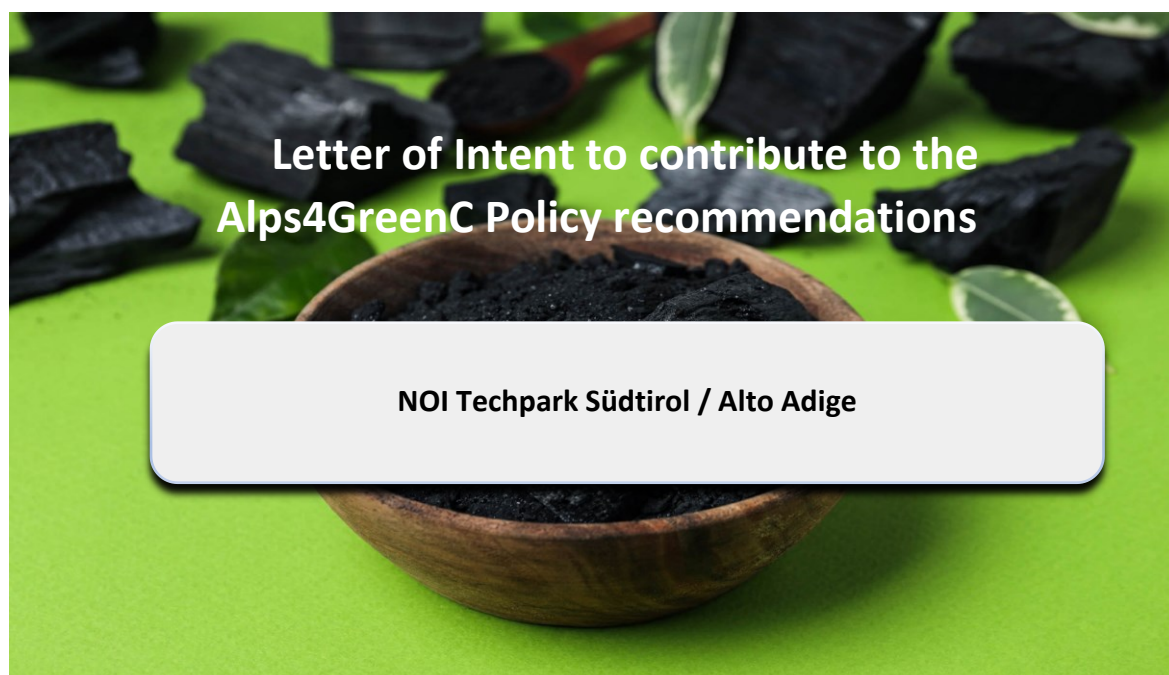 Letter of Intent to contribute to the
Alps4GreenC Policy recommendations
NOI Techpark Südtirol / Alto Adige